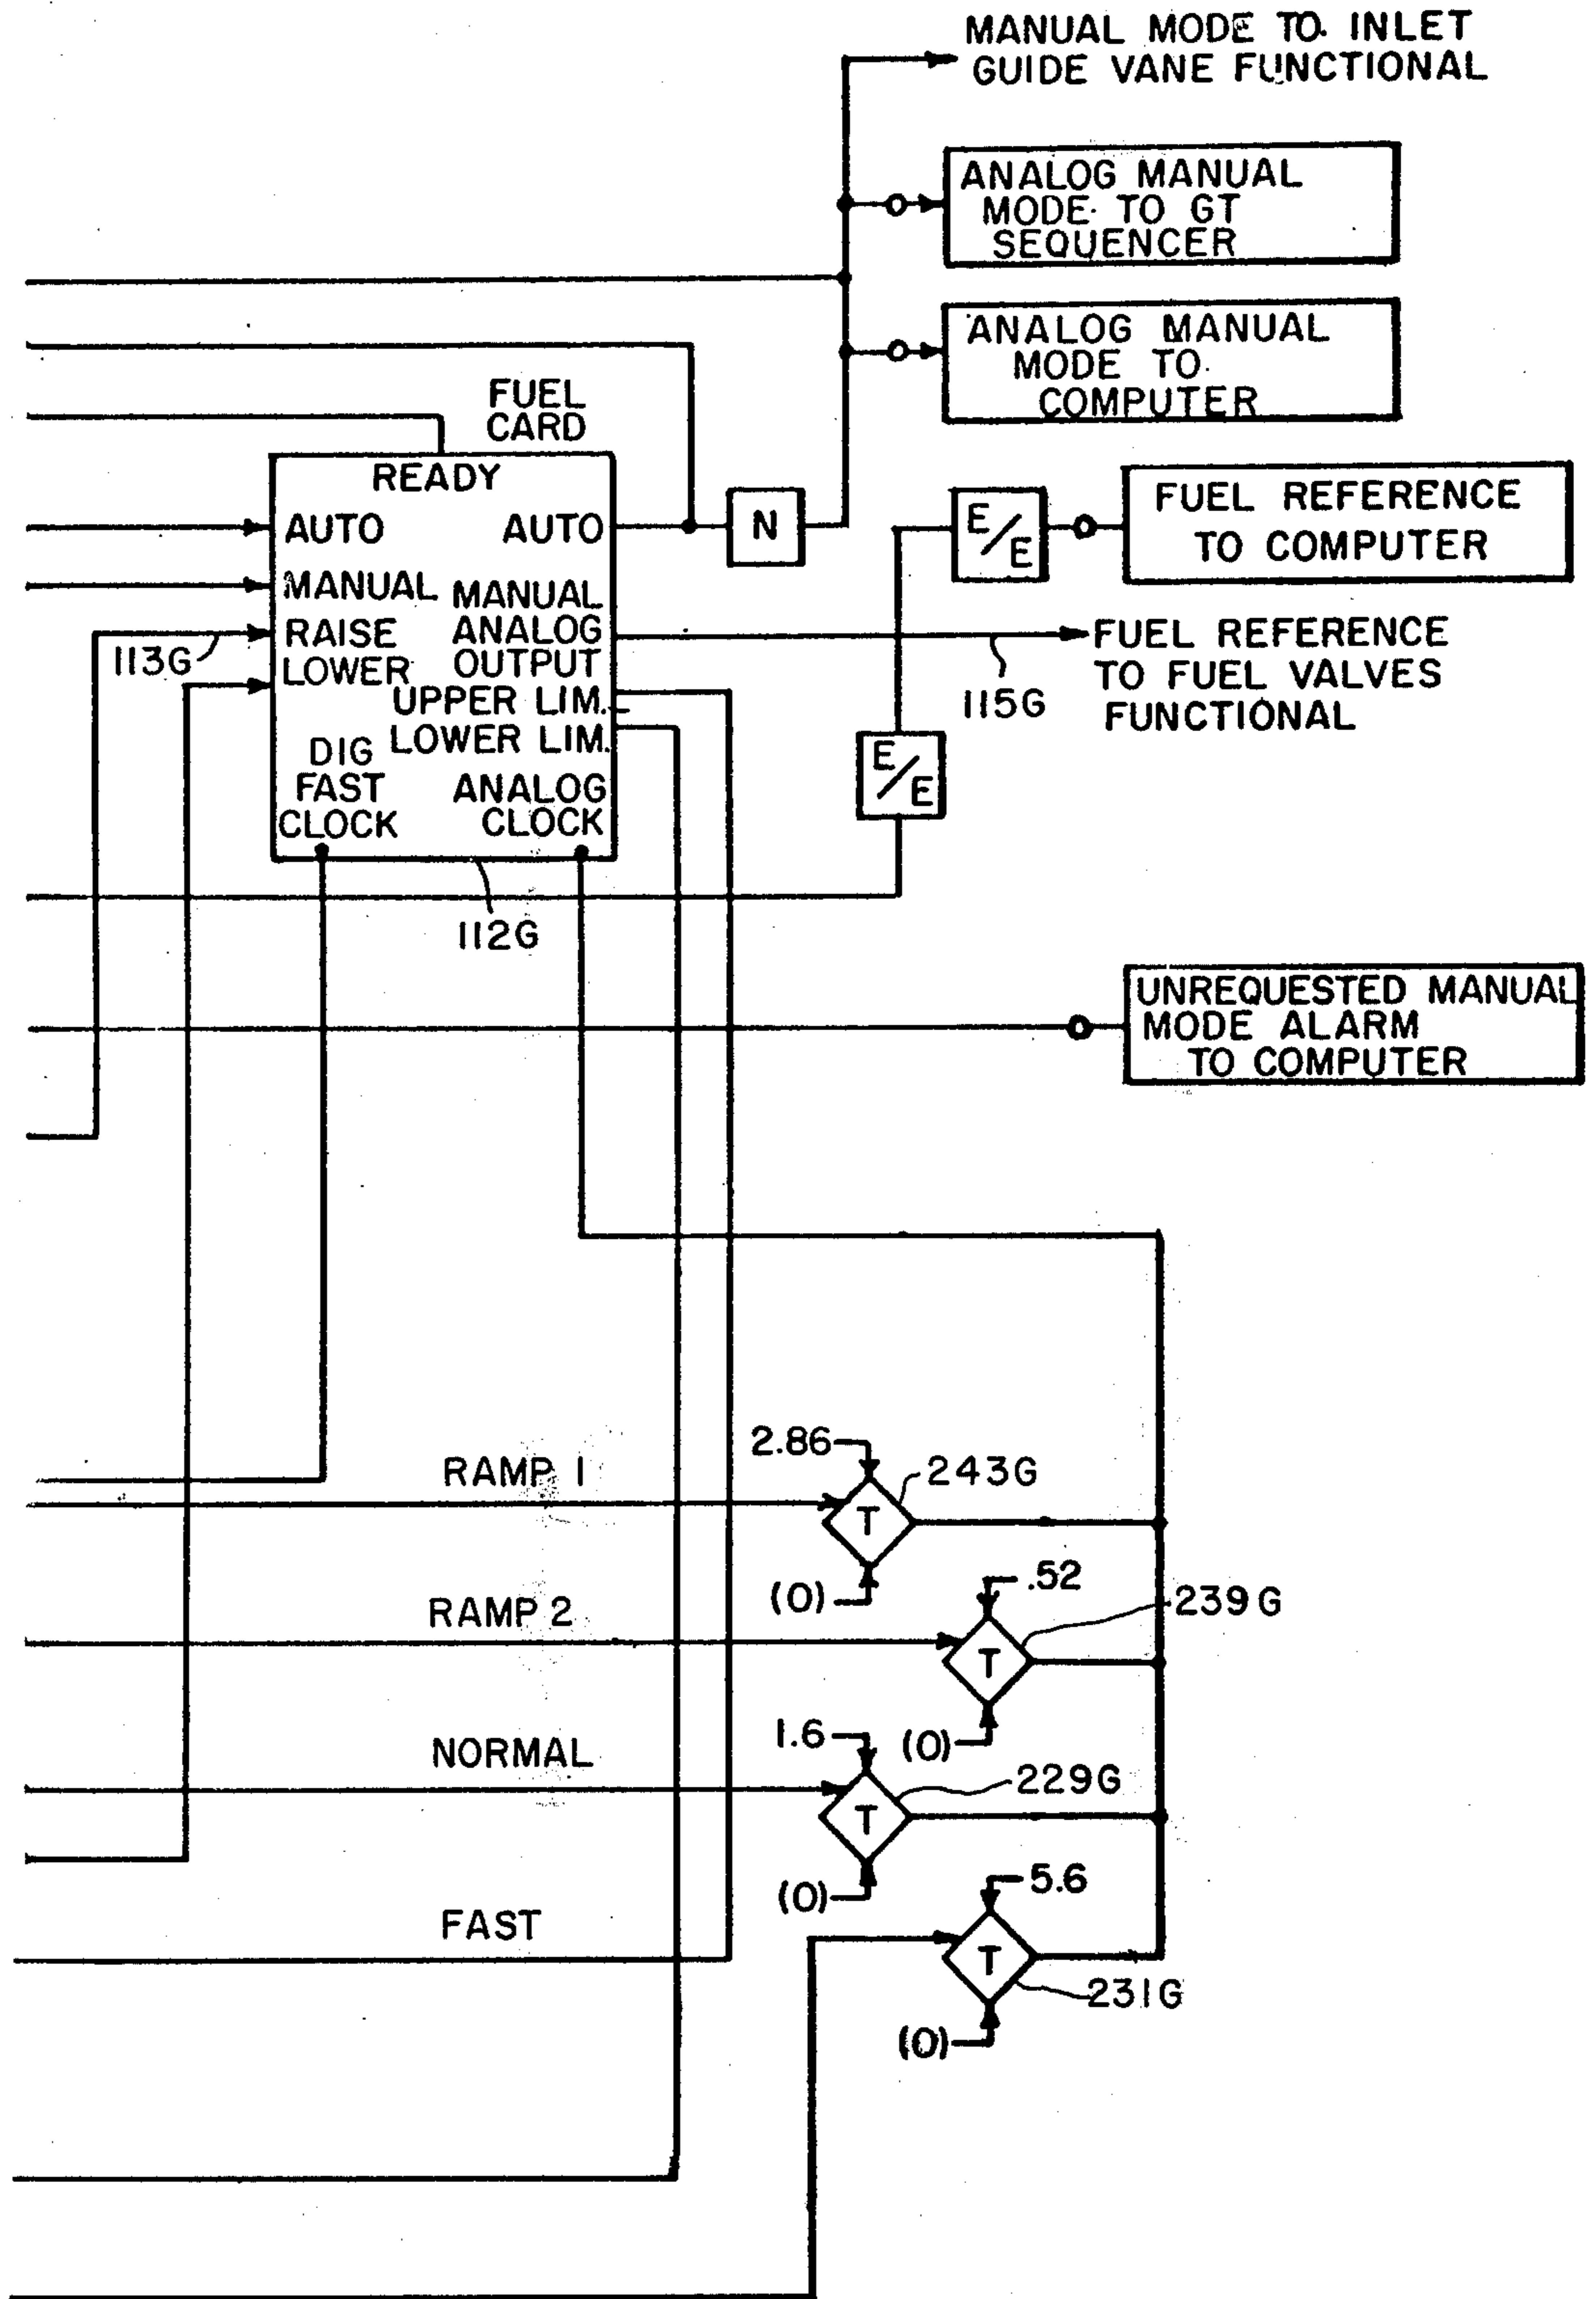 MANUAL MODE TO INLET
GUIDE VANE FUNCTIONAL
ANALOG MANUAL
MODE TO GT
SEQUENCER
ANALOG MANUAL
MODE TO
COMPUTER
FUEL
CARD
READY
AUTO
AUTO
N
MANUAL
MANUAL
ANALOG
OUTPUT
RAISE
LOWER
UPPER LIM.
LOWER LIM.
DIG
FAST
CLOCK
ANALOG
CLOCK
113G
112G
E/E
FUEL REFERENCE
TO COMPUTER
FUEL REFERENCE
TO FUEL VALVES
FUNCTIONAL
115G
E/E
UNREQUESTED MANUAL
MODE ALARM
TO COMPUTER
RAMP 1
2.86
243G
T
(0)
RAMP 2
.52
239G
T
(0)
NORMAL
1.6
229G
T
(0)
FAST
5.6
T
231G
(0)